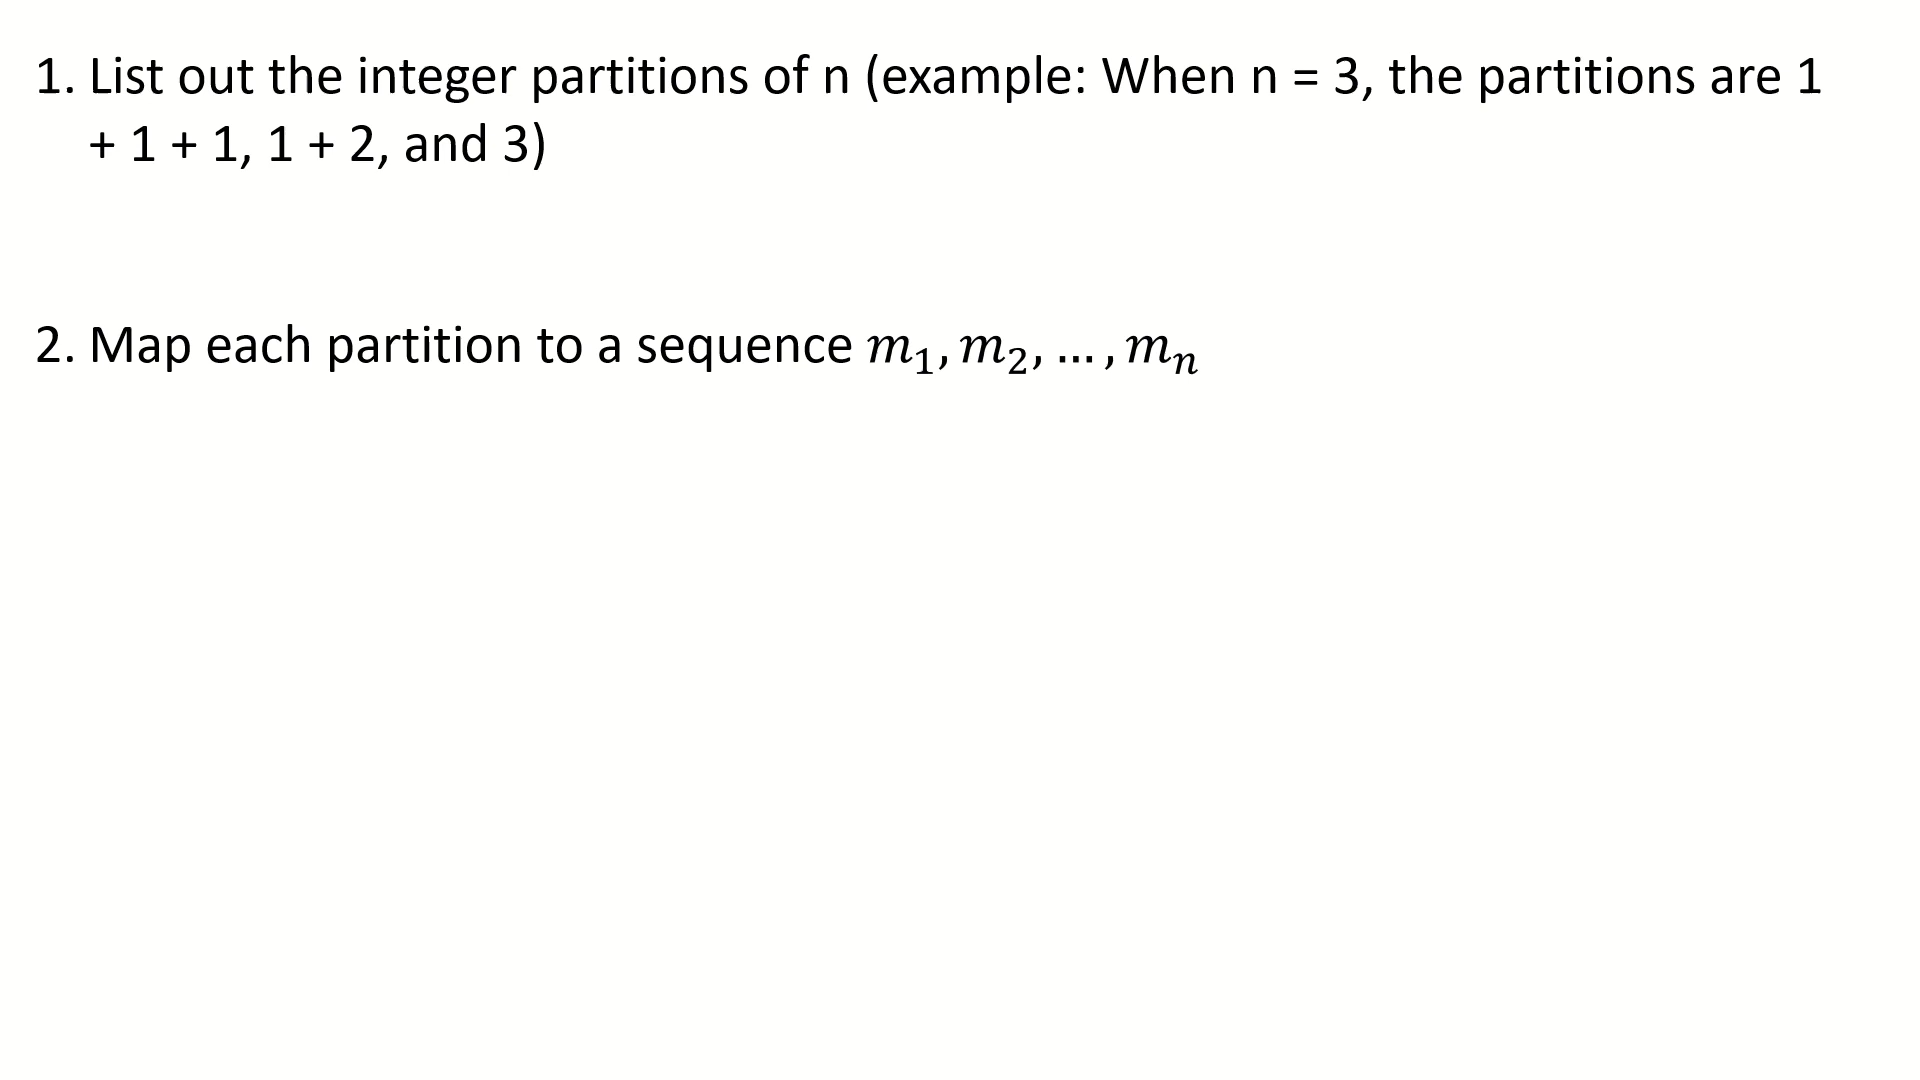 1. List out the integer partitions of n (example: When n = 3, the partitions are 1
+ 1 + 1, 1 + 2, and 3)
2. Map each partition to a sequence 𝑚₁, 𝑚₂, … , 𝑚ₙ